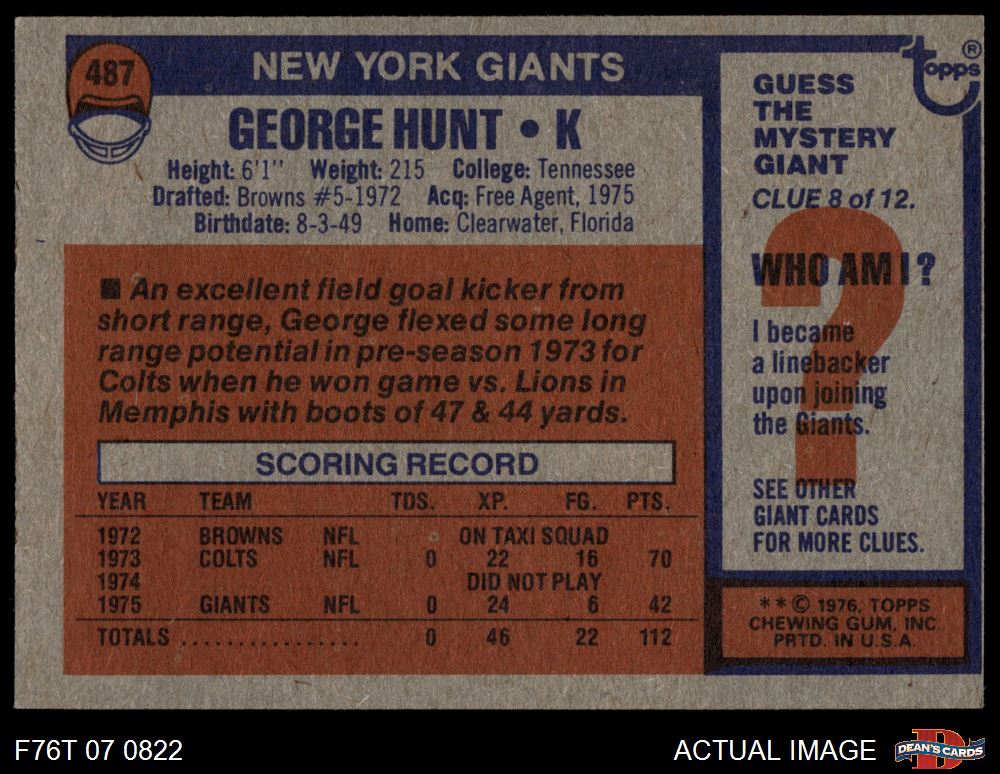 487
NEW YORK GIANTS
GEORGE HUNT • K
Height: 6'1" Weight: 215 College: Tennessee
Drafted: Browns #5-1972 Acq: Free Agent, 1975
Birthdate: 8-3-49 Home: Clearwater, Florida
■ An excellent field goal kicker from
short range, George flexed some long
range potential in pre-season 1973 for
Colts when he won game vs. Lions in
Memphis with boots of 47 & 44 yards.
SCORING RECORD
YEAR TEAM TDS. XP. FG. PTS.
1972 BROWNS NFL ON TAXI SQUAD
1973 COLTS NFL 0 22 16 70
1974 DID NOT PLAY
1975 GIANTS NFL 0 24 6 42
TOTALS ................ 0 46 22 112
topps ®
GUESS
THE
MYSTERY
GIANT
CLUE 8 of 12.
?
WHO AM I?
I became
a linebacker
upon joining
the Giants.
SEE OTHER
GIANT CARDS
FOR MORE CLUES.
** © 1976, TOPPS
CHEWING GUM, INC.
PRTD. IN U.S.A.
F76T 07 0822
ACTUAL IMAGE
D
DEAN'S CARDS